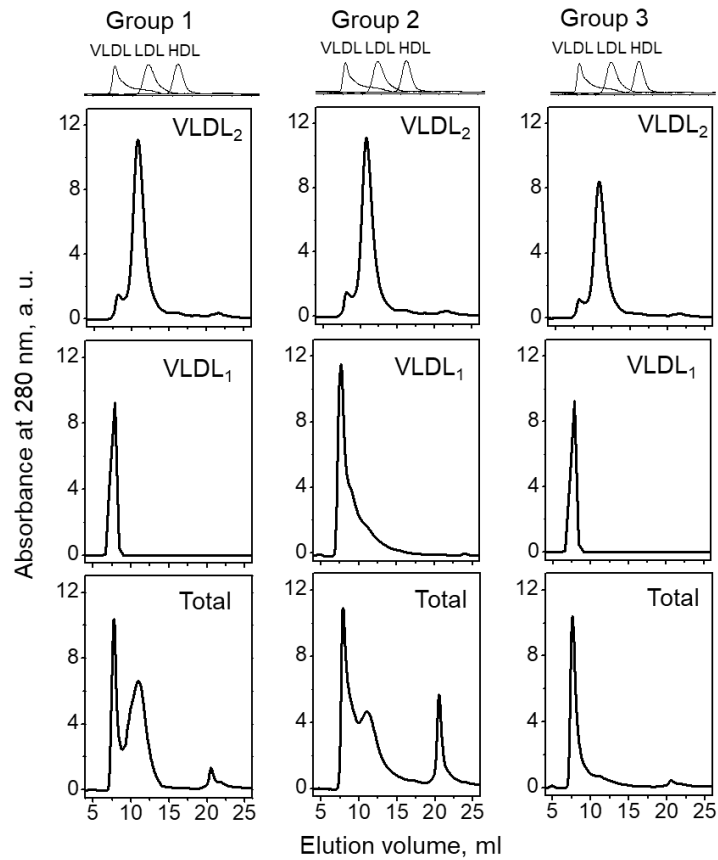 Group 1 Group 2 Group 3
VLDL LDL HDL VLDL LDL HDL VLDL LDL HDL
12 VLDL₂ 12 VLDL₂ 12 VLDL₂
8 8 8
4 4 4
0 0 0
12 VLDL₁ 12 VLDL₁ 12 VLDL₁
8 8 8
4 4 4
0 0 0
12 Total 12 Total 12 Total
8 8 8
4 4 4
0 0 0
5 10 15 20 25 5 10 15 20 25 5 10 15 20 25
Absorbance at 280 nm, a. u.
Elution volume, ml